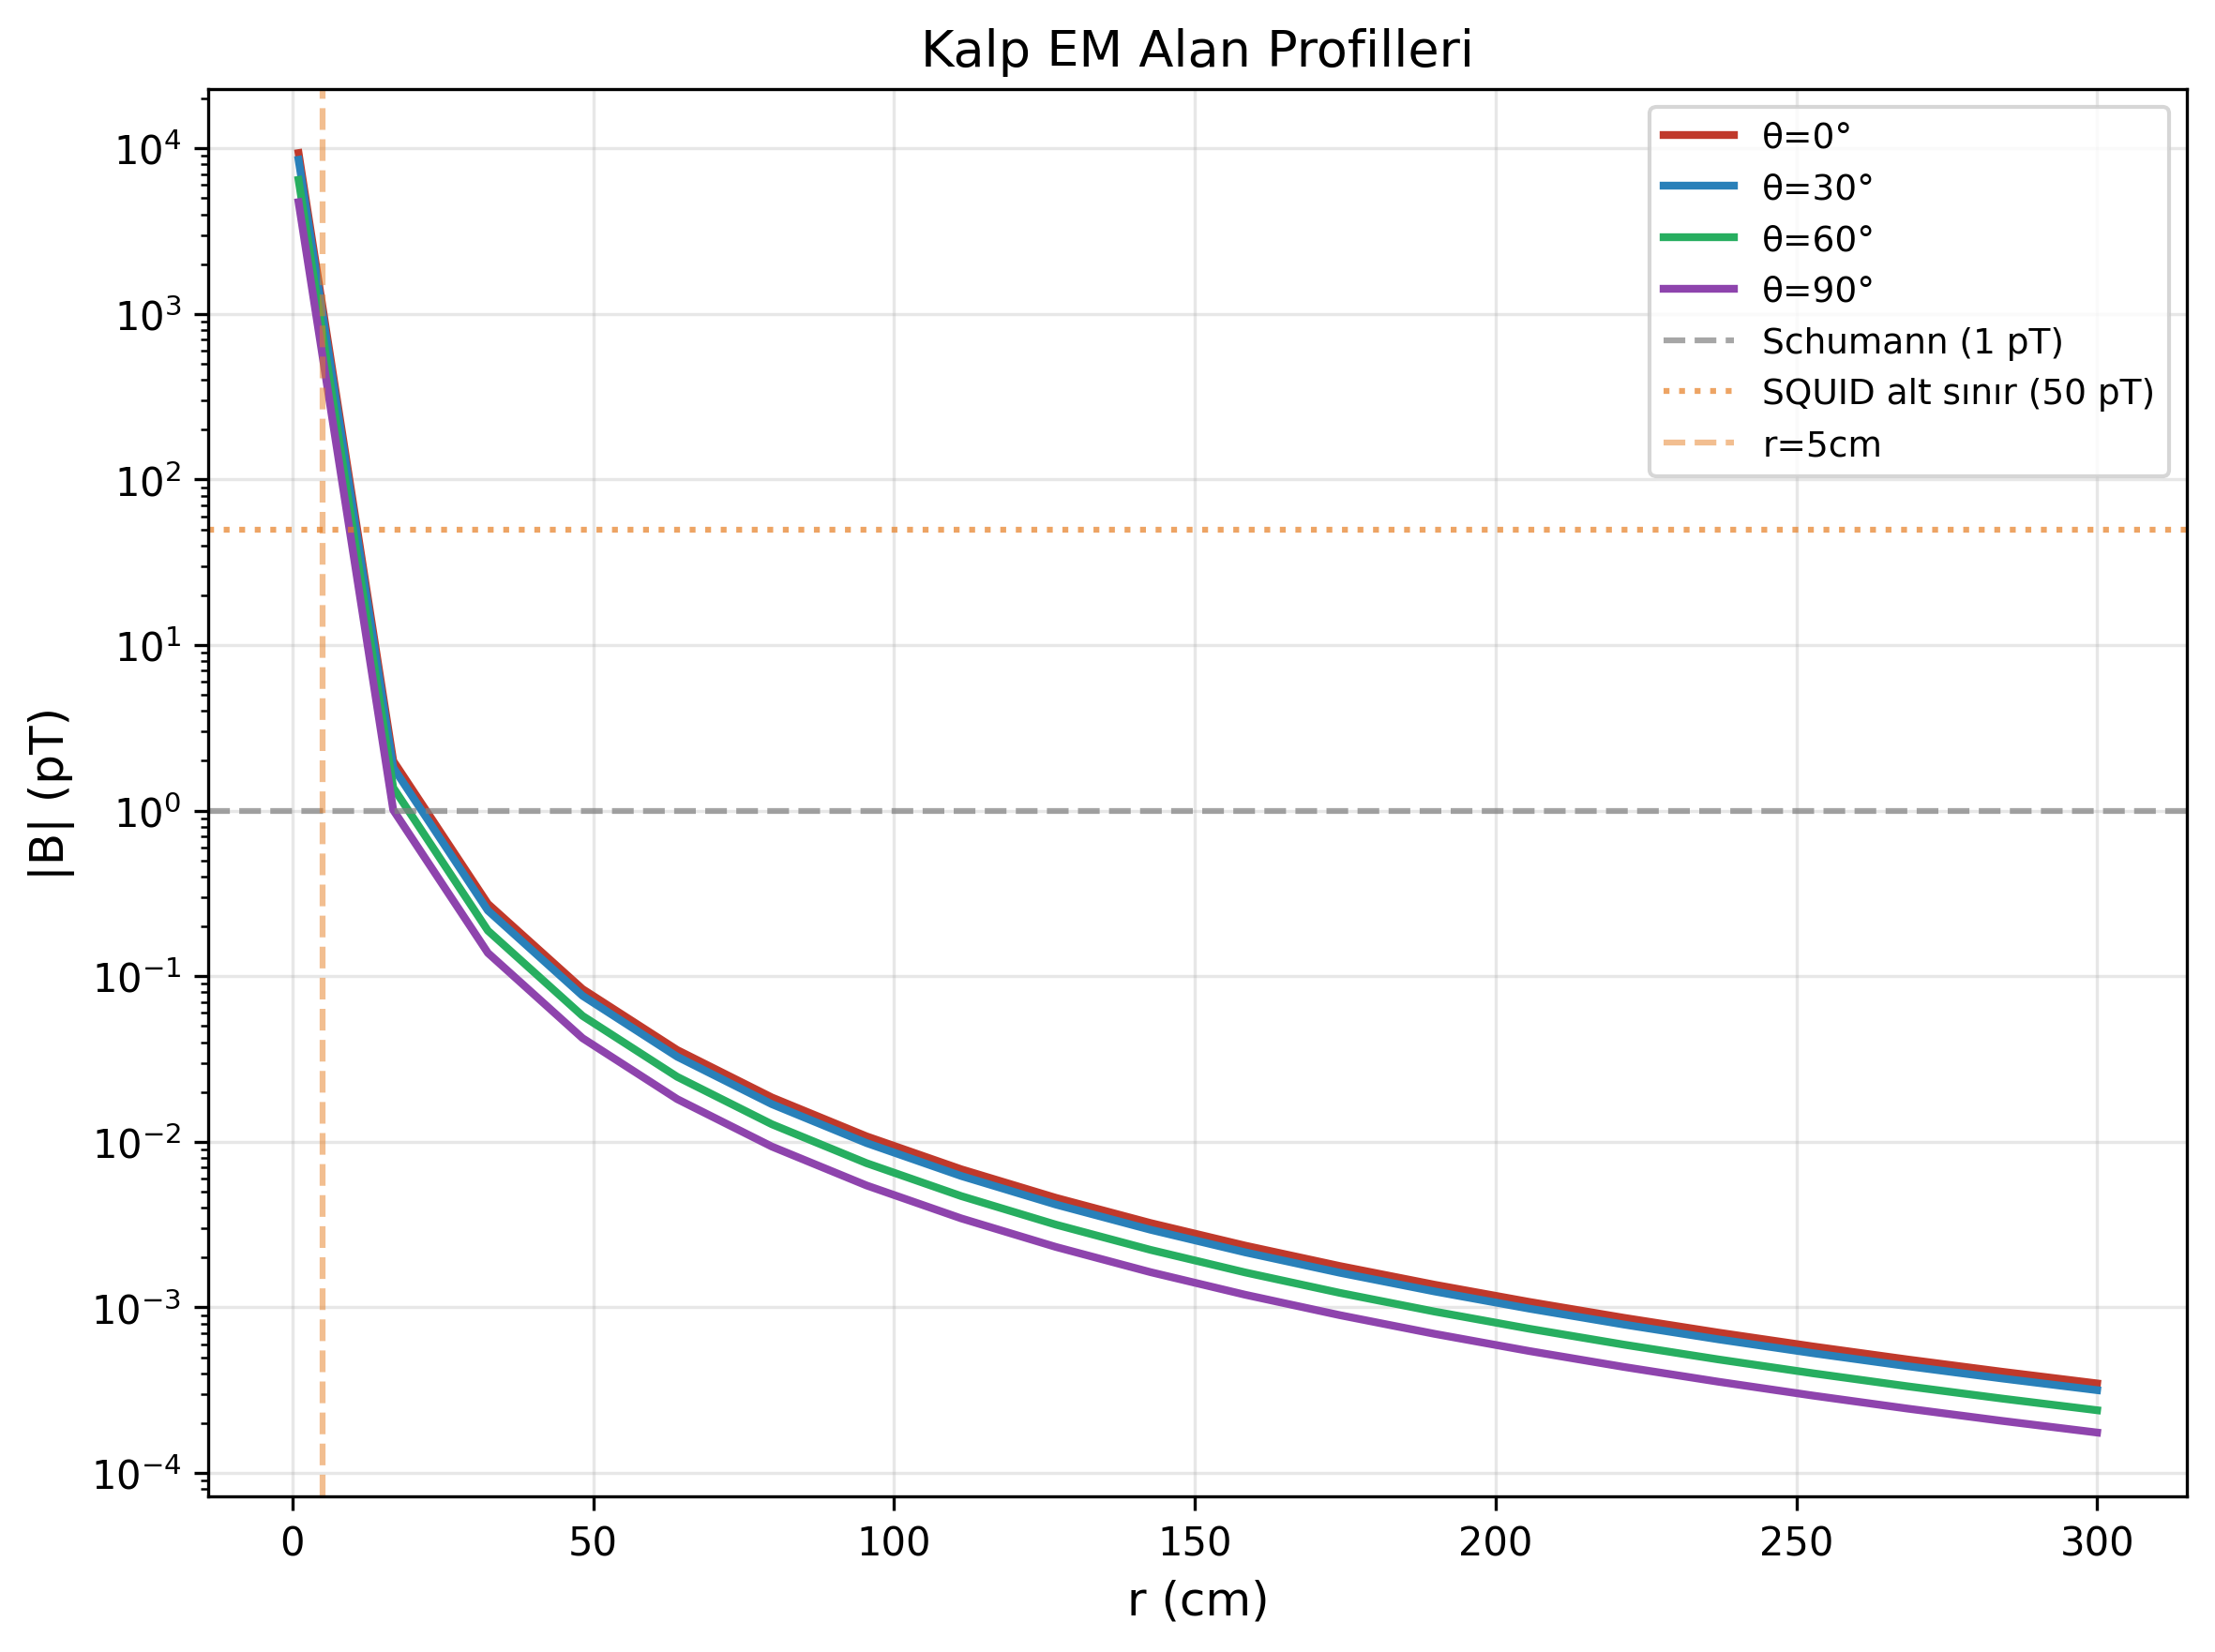 Kalp EM Alan Profilleri
|B| (pT)
10⁴
10³
10²
10¹
10⁰
10⁻¹
10⁻²
10⁻³
10⁻⁴
θ=0°
θ=30°
θ=60°
θ=90°
Schumann (1 pT)
SQUID alt sınır (50 pT)
r=5cm
0 50 100 150 200 250 300
r (cm)